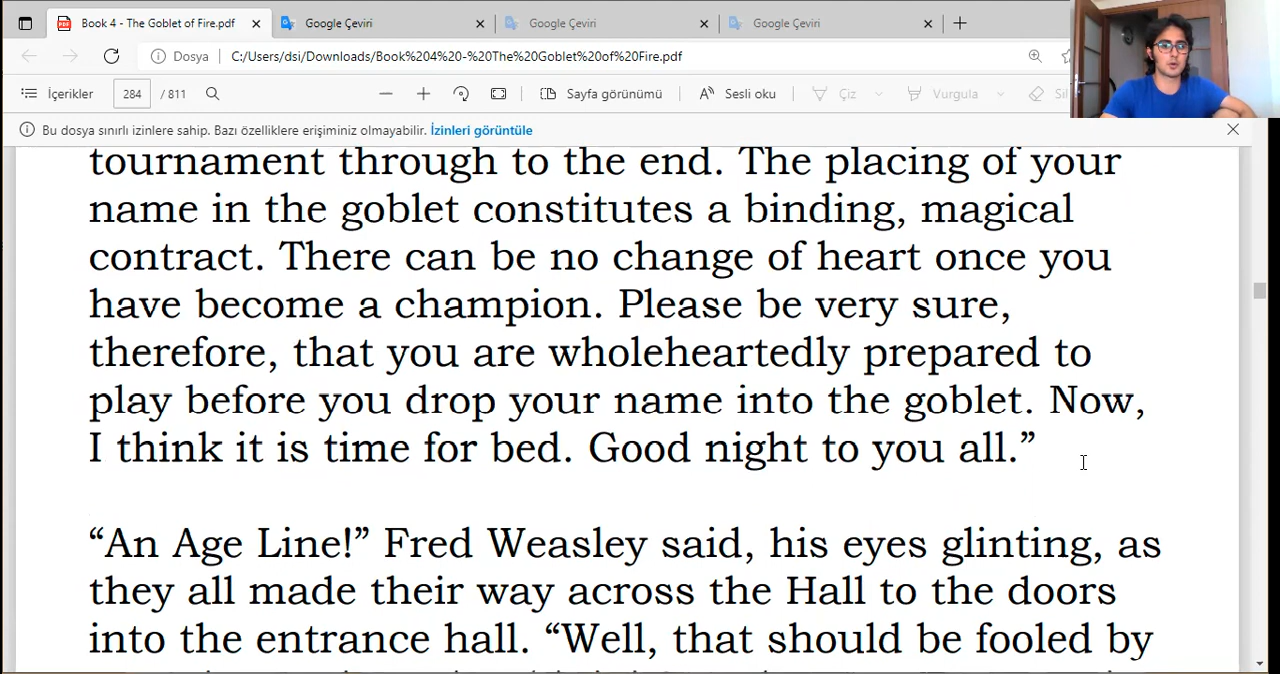 Book 4 - The Goblet of Fire.pdf
Google Çeviri
Google Çeviri
Google Çeviri
Dosya
C:/Users/dsi/Downloads/Book%204%20-%20The%20Goblet%20of%20Fire.pdf
İçerikler
284
/ 811
Sayfa görünümü
Sesli oku
Çiz
Vurgula
Bu dosya sınırlı izinlere sahip. Bazı özelliklere erişiminiz olmayabilir. İzinleri görüntüle
tournament through to the end. The placing of your
name in the goblet constitutes a binding, magical
contract. There can be no change of heart once you
have become a champion. Please be very sure,
therefore, that you are wholeheartedly prepared to
play before you drop your name into the goblet. Now,
I think it is time for bed. Good night to you all.”
“An Age Line!” Fred Weasley said, his eyes glinting, as
they all made their way across the Hall to the doors
into the entrance hall. “Well, that should be fooled by